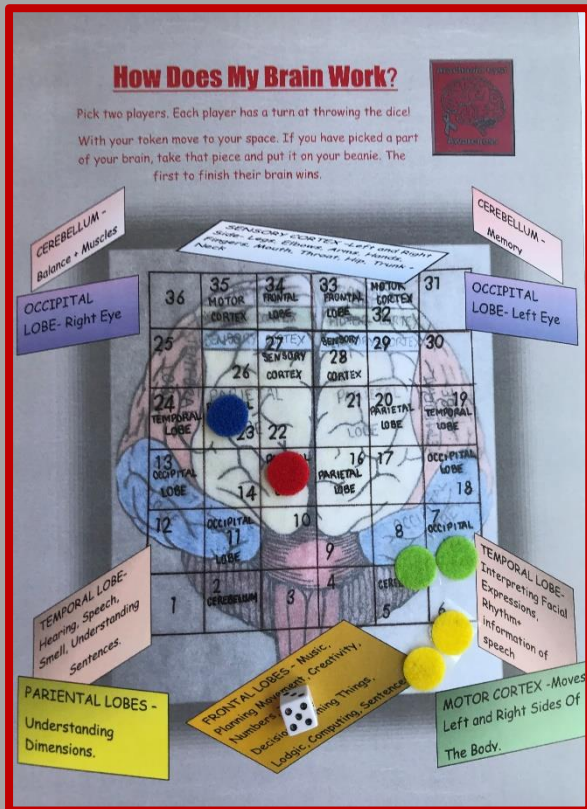 How Does My Brain Work?
Pick two players. Each player has a turn at throwing the dice!
With your token move to your space. If you have picked a part
of your brain, take that piece and put it on your beanie. The
first to finish their brain wins.
CEREBELLUM -
Balance + Muscles
SENSORY CORTEX -Left and Right
Side- Legs, Elbows, Arms, Hands,
Fingers, Mouth, Throat, Hip, Trunk -
Neck
CEREBELLUM -
Memory
OCCIPITAL
LOBE- Right Eye
OCCIPITAL
LOBE- Left Eye
36
35
MOTOR
CORTEX
34
FRONTAL
LOBE
33
FRONTAL
LOBE
MOTOR
CORTEX
32
31
25
26
27
SENSORY
CORTEX
SENSORY
28
CORTEX
29
30
24
TEMPORAL
LOBE
23
22
21
20
PARIETAL
LOBE
19
TEMPORAL
LOBE
13
OCCIPITAL
LOBE
14
16
PARIETAL
LOBE
17
OCCIPITAL
LOBE
18
12
OCCIPITAL
11
LOBE
10
9
8
7
OCCIPITAL
1
2
CEREBELLUM
3
4
5
6
TEMPORAL LOBE-
Hearing, Speech,
Smell, Understanding
Sentences.
TEMPORAL LOBE-
Interpreting Facial
Expressions,
Rhythm+
information of
speech
PARIENTAL LOBES -
Understanding
Dimensions.
FRONTAL LOBES - Music,
Planning Movement, Creativity,
Numbers
Things.
Lodgic, Computing, Sentence
MOTOR CORTEX -Moves
Left and Right Sides Of
The Body.